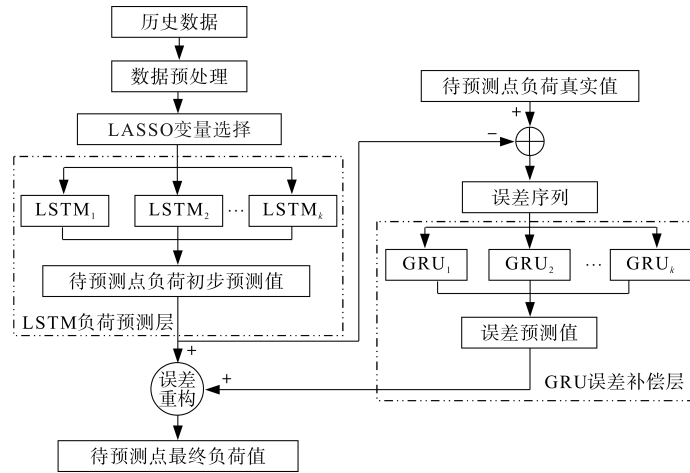 历史数据
数据预处理
LASSO变量选择
LSTM₁ LSTM₂ ··· LSTMₖ
待预测点负荷初步预测值
LSTM负荷预测层
+
误差
重构
+
待预测点最终负荷值
待预测点负荷真实值
+
−
误差序列
GRU₁ GRU₂ ··· GRUₖ
误差预测值
GRU误差补偿层